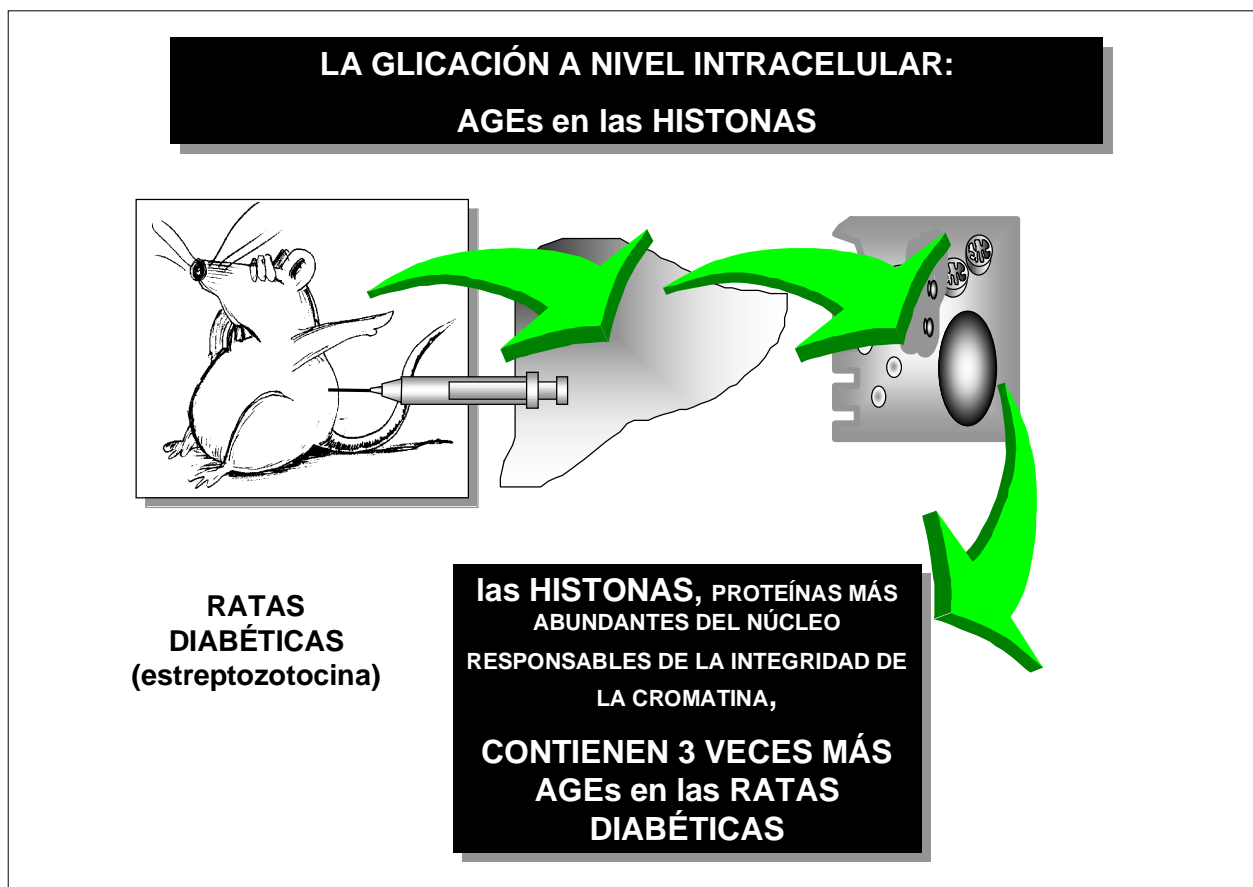 LA GLICACIÓN A NIVEL INTRACELULAR:
AGEs en las HISTONAS
RATAS
DIABÉTICAS
(estreptozotocina)
las HISTONAS, PROTEÍNAS MÁS
ABUNDANTES DEL NÚCLEO
RESPONSABLES DE LA INTEGRIDAD DE
LA CROMATINA,
CONTIENEN 3 VECES MÁS
AGEs en las RATAS
DIABÉTICAS